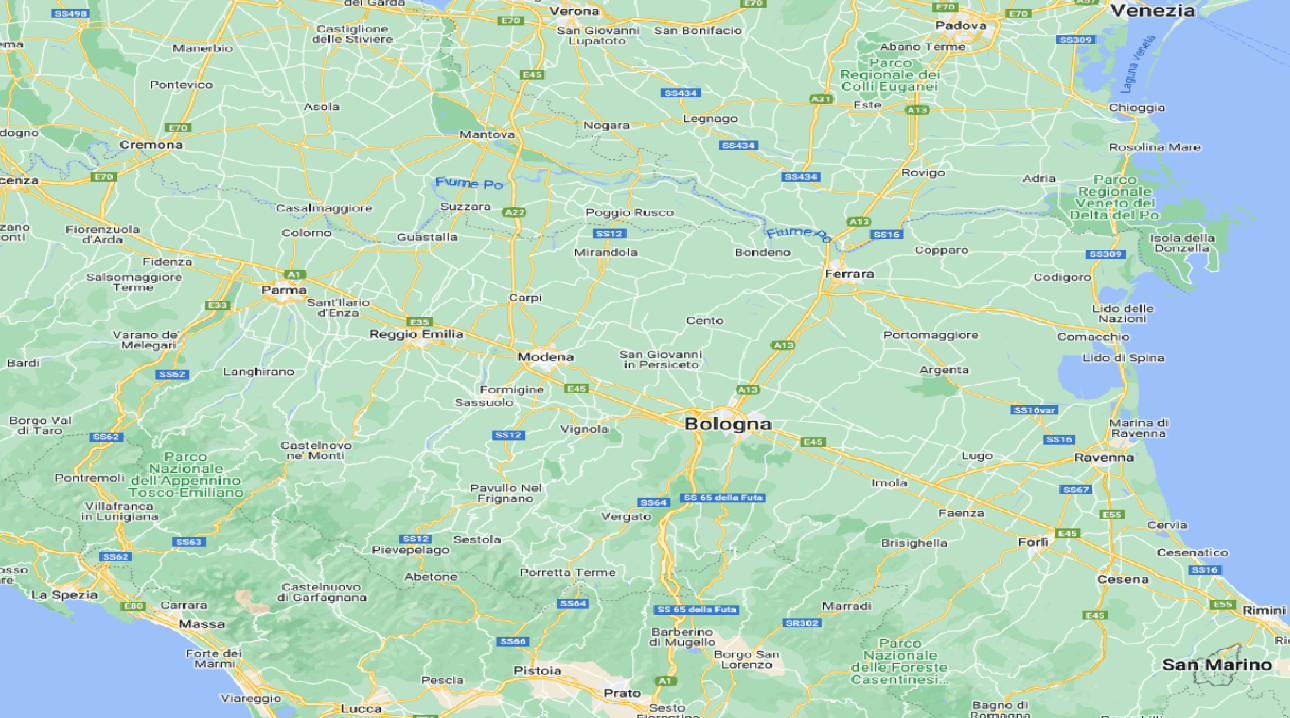 del Garda
Verona
E70
E70
E70
Venezia
SS498
E70
Padova
A57
Castiglione
delle Stiviere
San Giovanni
Lupatoto
San Bonifacio
SS309
Manerbio
Abano Terme
Parco
Regionale dei
Colli Euganei
Laguna Veneta
E45
Pontevico
SS434
A31
Este
A13
Chioggia
Asola
Legnago
Nogara
E70
Mantova
Cremona
SS434
Rosolina Mare
Rovigo
E70
SS434
Adria
Fiume Po
Parco
Regionale
Veneto del
Delta del Po
Casalmaggiore
Suzzara
A22
Poggio Rusco
A13
Fiorenzuola
d'Arda
Colorno
Guastalla
SS12
Fiume Po
SS16
Isola della
Donzella
Mirandola
Bondeno
Copparo
SS309
Fidenza
Salsomaggiore
Terme
A1
Ferrara
Codigoro
Parma
Sant'Ilario
d'Enza
Carpi
E33
Lido delle
Nazioni
E35
Cento
Varano de'
Melegari
Reggio Emilia
Portomaggiore
Comacchio
A13
Modena
San Giovanni
in Persiceto
Lido di Spina
Bardi
SS62
Langhirano
Argenta
Formigine
E45
A13
Sassuolo
SS16var
Borgo Val
di Taro
Bologna
Marina di
Ravenna
SS62
SS12
Vignola
E45
SS16
Castelnovo
ne' Monti
Lugo
Ravenna
Parco
Nazionale
dell'Appennino
Tosco-Emiliano
Pontremoli
Imola
SS67
Pavullo Nel
Frignano
SS64
SS 65 della Futa
Villafranca
in Lunigiana
Vergato
Faenza
E55
Cervia
SS63
SS12
Sestola
Pievepelago
Brisighella
Forlì
E45
SS62
Cesenatico
Abetone
Porretta Terme
SS16
Cesena
La Spezia
Castelnuovo
di Garfagnana
E80
Carrara
SS64
SS 65 della Futa
Marradi
E55
Rimini
Massa
SR302
E45
Barberino
di Mugello
SS66
Forte dei
Marmi
Borgo San
Lorenzo
Parco
Nazionale
delle Foreste
Casentinesi...
San Marino
Pistoia
Pescia
A1
Prato
Viareggio
Lucca
Sesto
Bagno di
Romagna